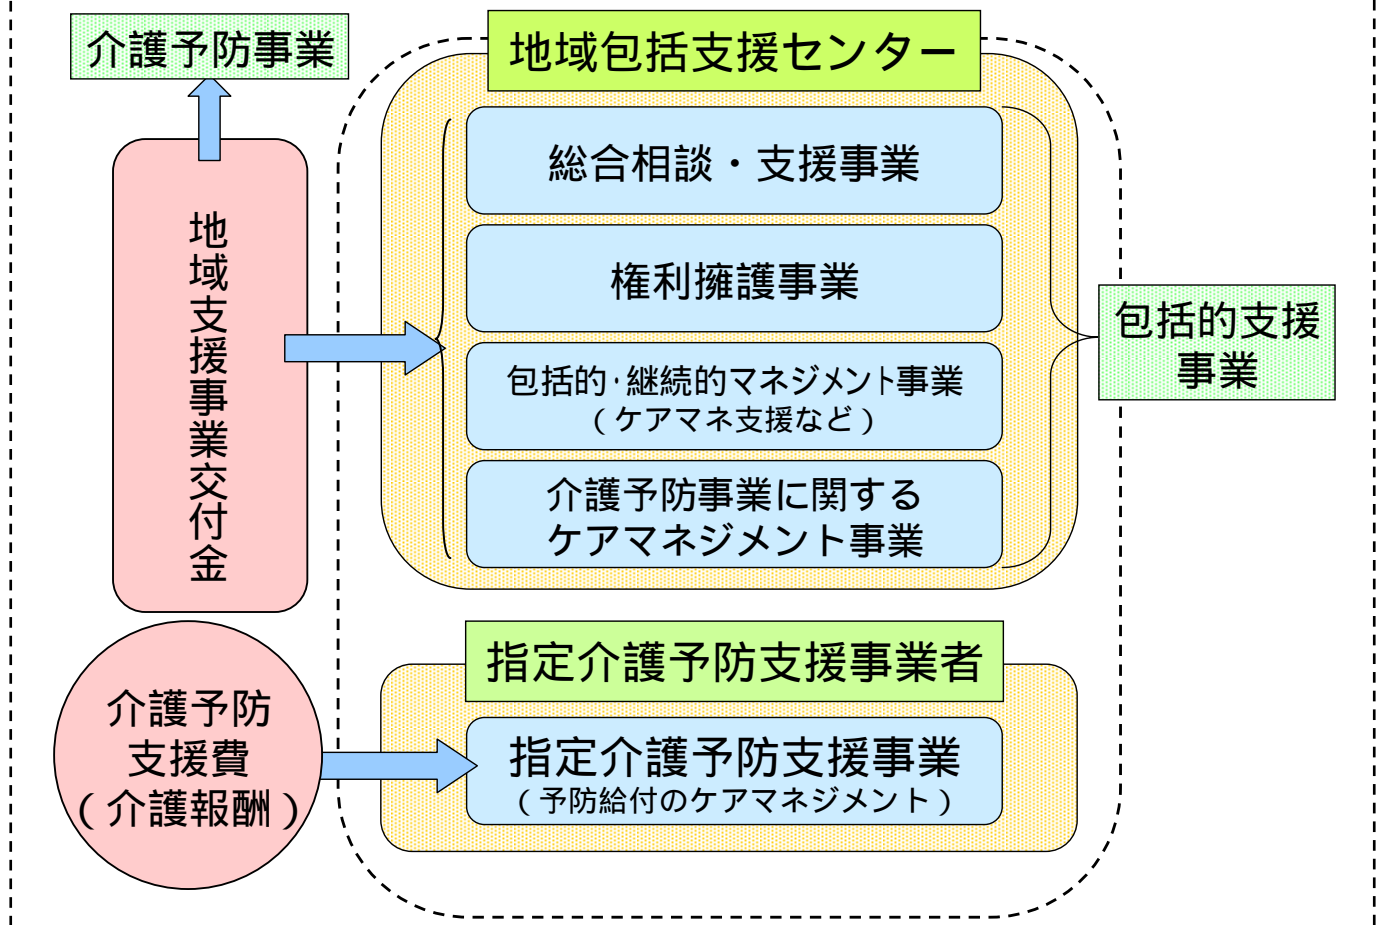 介護予防事業
地域包括支援センター
総合相談・支援事業
権利擁護事業
包括的・継続的マネジメント事業
（ケアマネ支援など）
介護予防事業に関する
ケアマネジメント事業
包括的支援
事業
地域支援事業交付金
指定介護予防支援事業者
指定介護予防支援事業
（予防給付のケアマネジメント）
介護予防
支援費
（介護報酬）